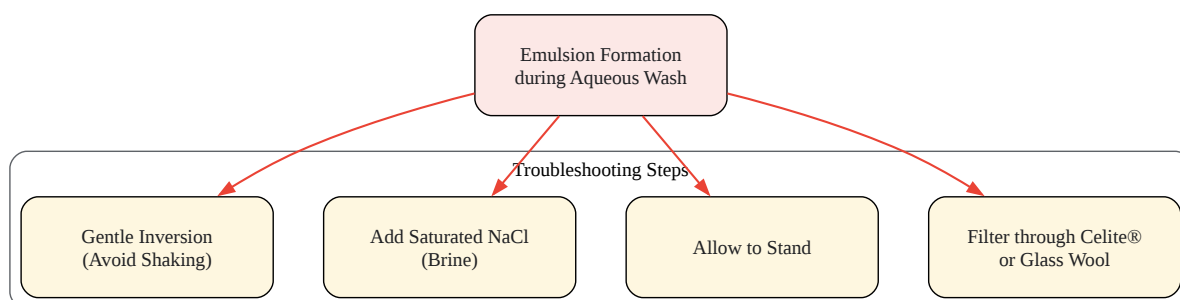 Emulsion Formation
during Aqueous Wash
Troubleshooting Steps
Gentle Inversion
(Avoid Shaking)
Add Saturated NaCl
(Brine)
Allow to Stand
Filter through Celite®
or Glass Wool